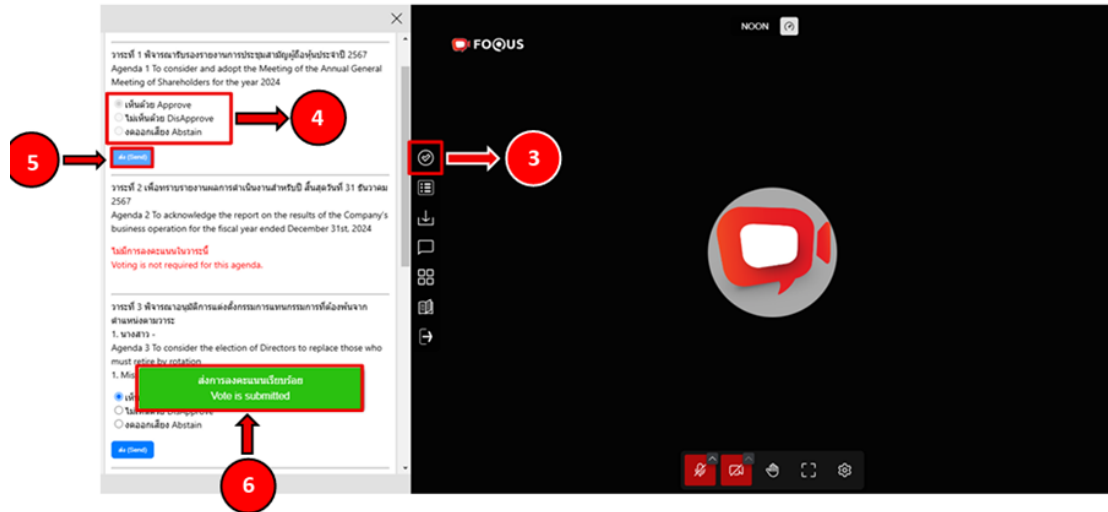 วาระที่ 1 พิจารณารับรองรายงานการประชุมสามัญผู้ถือหุ้นประจำปี 2567
Agenda 1 To consider and adopt the Meeting of the Annual General
Meeting of Shareholders for the year 2024
เห็นด้วย Approve
ไม่เห็นด้วย DisApprove
งดออกเสียง Abstain
4
5
ส่ง (Send)
วาระที่ 2 เพื่อทราบรายงานผลการดำเนินงานสำหรับปี สิ้นสุดวันที่ 31 ธันวาคม
2567
Agenda 2 To acknowledge the report on the results of the Company's
business operation for the fiscal year ended December 31st, 2024
ไม่มีการลงคะแนนในวาระนี้
Voting is not required for this agenda.
วาระที่ 3 พิจารณาอนุมัติการแต่งตั้งกรรมการแทนกรรมการที่ต้องพ้นจาก
ตำแหน่งตามวาระ
1. นางสาว -
Agenda 3 To consider the election of Directors to replace those who
must retire by rotation
1. Mis
ส่งการลงคะแนนเรียบร้อย
Vote is submitted
ไม่เห็นด้วย DisApprove
งดออกเสียง Abstain
ส่ง (Send)
6
FOQUS
NOON
3